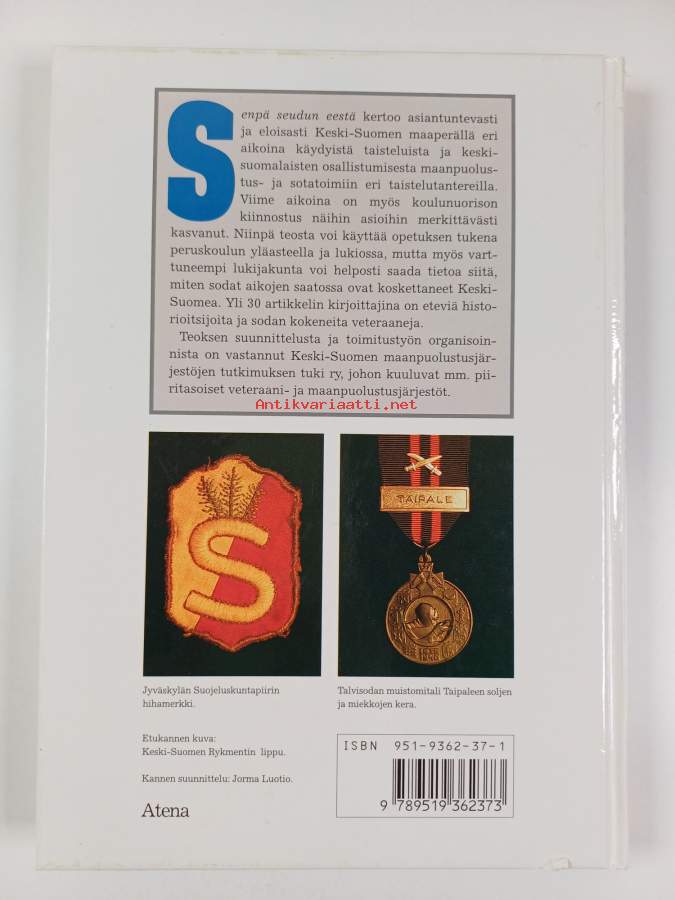 Senpä seudun eestä kertoo asiantuntevasti
ja eloisasti Keski-Suomen maaperällä eri
aikoina käydyistä taisteluista ja keski-
suomalaisten osallistumisesta maanpuolus-
tus- ja sotatoimiin eri taistelutantereilla.
Viime aikoina on myös koulunuorison
kiinnostus näihin asioihin merkittävästi
kasvanut. Niinpä teosta voi käyttää opetuksen tukena
peruskoulun yläasteella ja lukiossa, mutta myös vart-
tuneempi lukijakunta voi helposti saada tietoa siitä,
miten sodat aikojen saatossa ovat koskettaneet Keski-
Suomea. Yli 30 artikkelin kirjoittajina on eteviä histo-
rioitsijoita ja sodan kokeneita veteraaneja.
Teoksen suunnittelusta ja toimitustyön organisoin-
nista on vastannut Keski-Suomen maanpuolustusjär-
jestöjen tutkimuksen tuki ry, johon kuuluvat mm. pii-
ritasoiset veteraani- ja maanpuolustusjärjestöt.
Antikvariaatti.net
S
TAIPALE
Jyväskylän Suojeluskuntapiirin
hihamerkki.
Talvisodan muistomitali Taipaleen soljen
ja miekkojen kera.
Etukannen kuva:
Keski-Suomen Rykmentin lippu.
Kannen suunnittelu: Jorma Luotio.
Atena
ISBN 951-9362-37-1
9 789519 362373